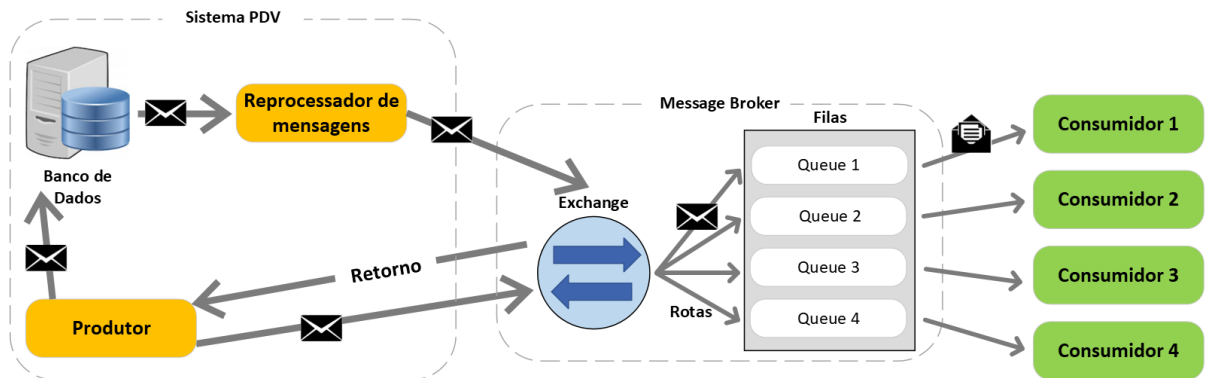 Sistema PDV
Reprocessador de
mensagens
Banco de
Dados
Produtor
Retorno
Message Broker
Exchange
Rotas
Filas
Queue 1
Queue 2
Queue 3
Queue 4
Consumidor 1
Consumidor 2
Consumidor 3
Consumidor 4